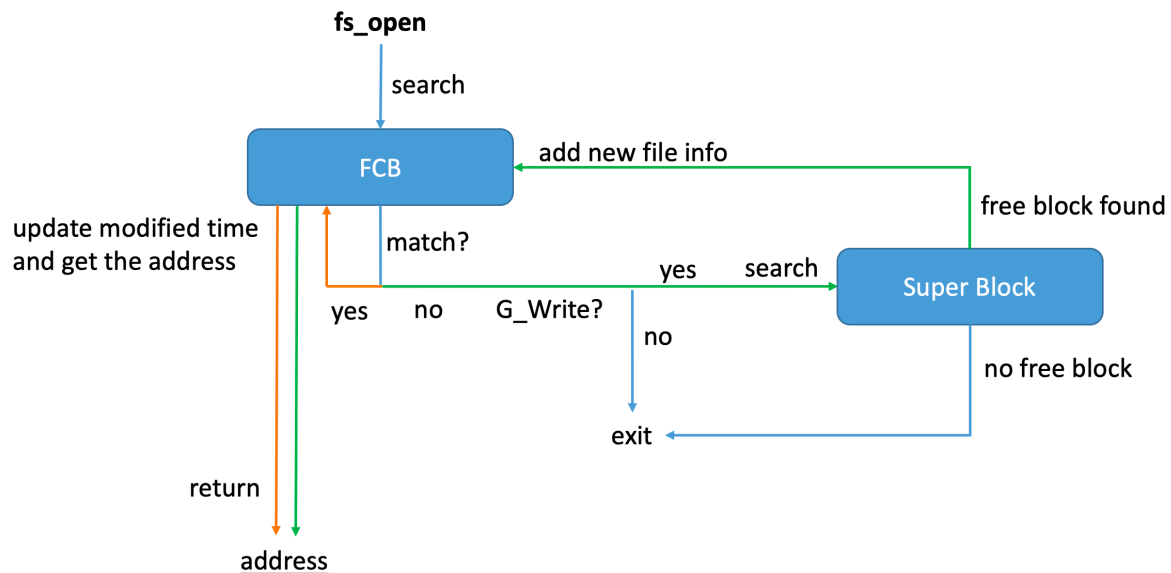 fs_open
search
FCB
add new file info
free block found
update modified time
and get the address
match?
yes
no
G_Write?
yes
search
Super Block
no
no free block
exit
return
address